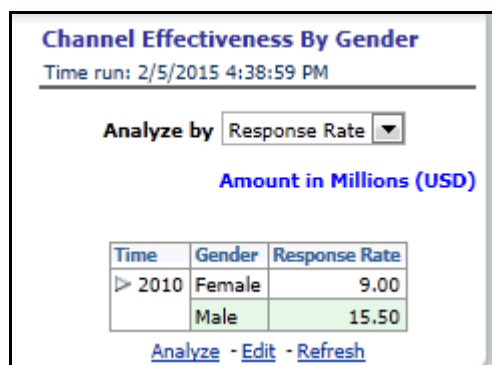 Channel Effectiveness By Gender
Time run: 2/5/2015 4:38:59 PM
Analyze by Response Rate
Amount in Millions (USD)
Time Gender Response Rate
2010 Female 9.00
Male 15.50
Analyze - Edit - Refresh